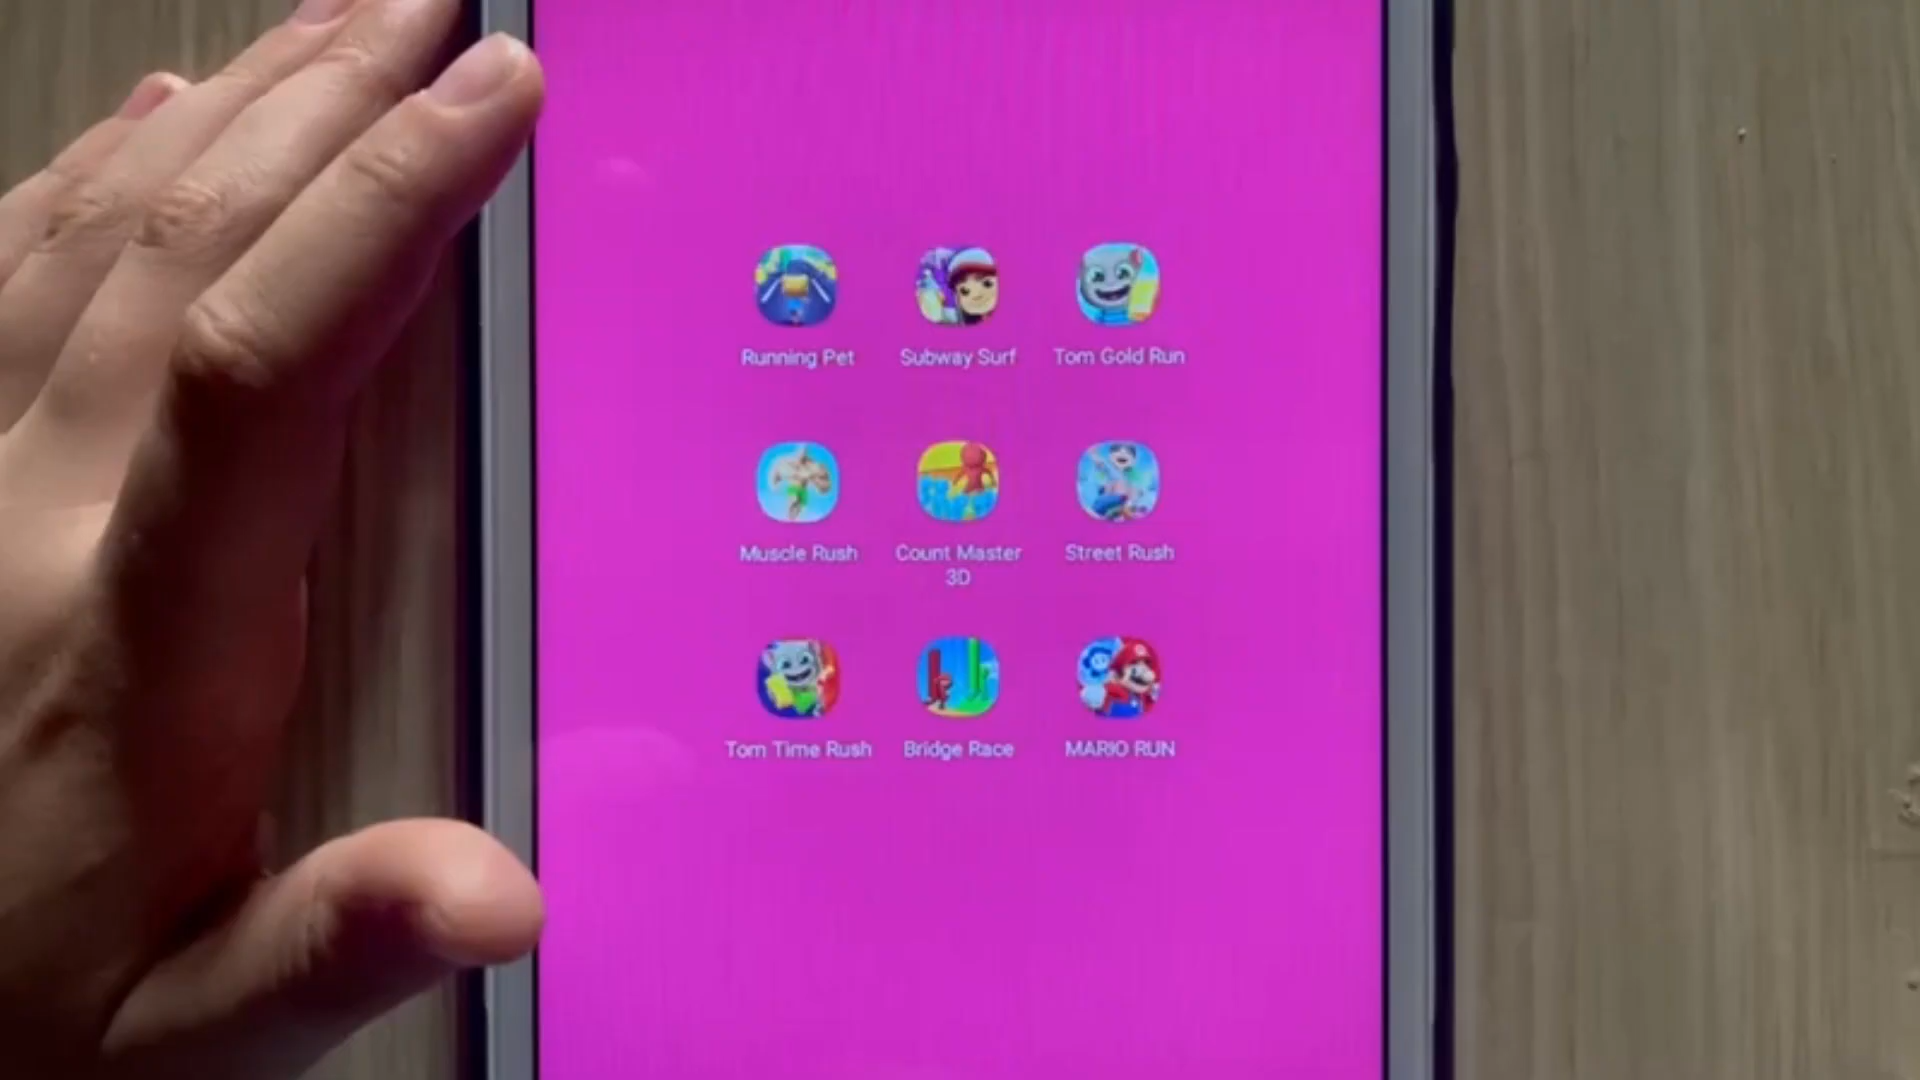 Running Pet
Subway Surf
Tom Gold Run
Muscle Rush
Count Master
3D
Street Rush
Tom Time Rush
Bridge Race
MARIO RUN